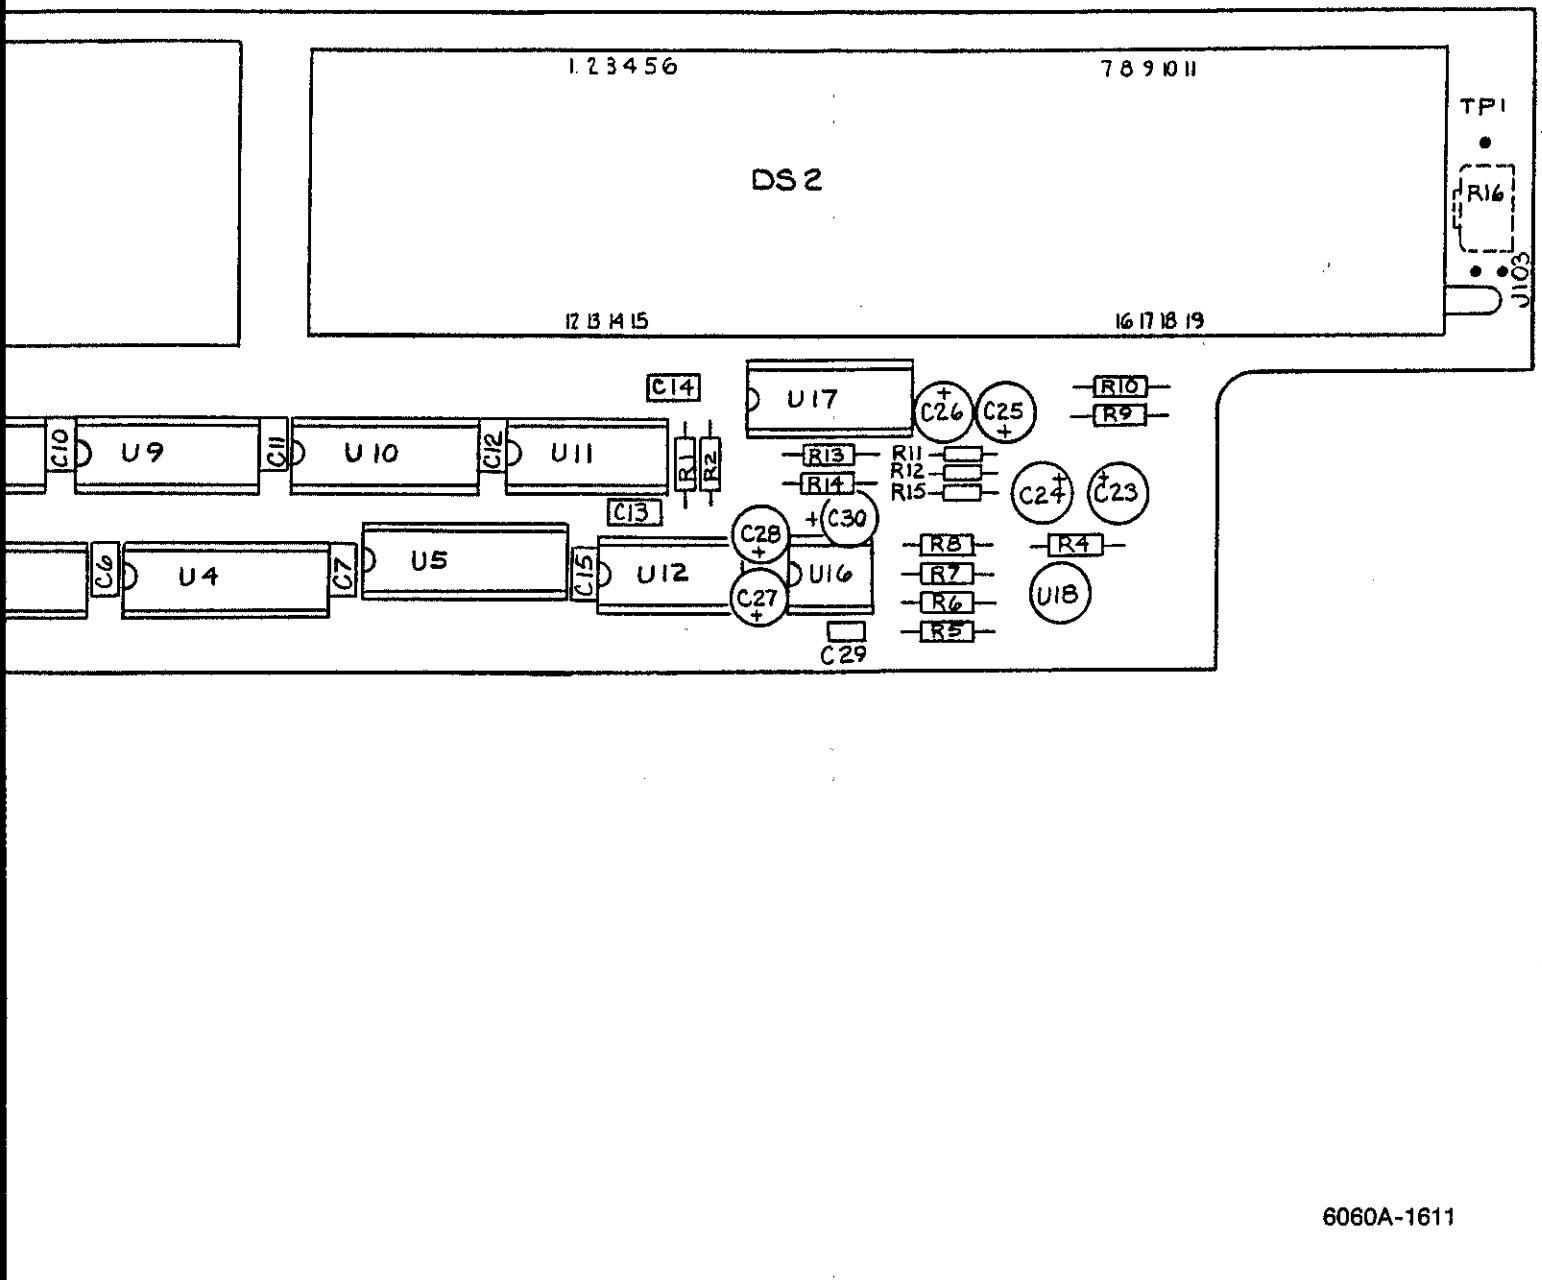 1. 2 3 4 5 6
7 8 9 10 11
TP1
DS2
R16
J103
12 13 14 15
16 17 18 19
C14
U17
C26
+
C25
+
R10
R9
C10
U9
C11
U10
C12
U11
R1
R2
R13
R14
R11
R12
R15
C24
+
C23
+
C13
C28
+
+
C30
C6
U4
C7
U5
C15
U12
C27
+
U16
R8
R7
R6
R5
R4
U18
C29
6060A-1611